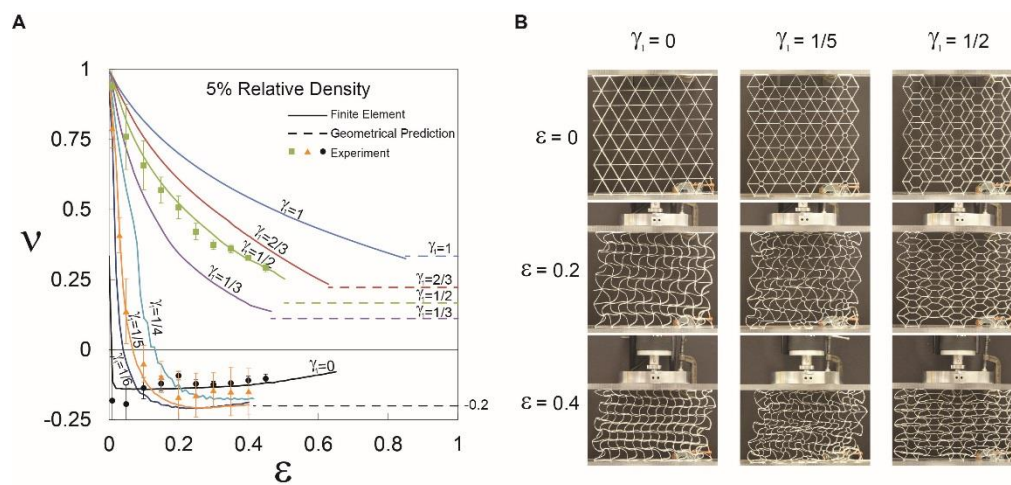 A
5% Relative Density
Finite Element
Geometrical Prediction
Experiment
1
0.75
0.5
0.25
0
-0.25
ν
0
0.2
0.4
0.6
0.8
1
ε
γ₁=1
γ₁=2/3
γ₁=1/2
γ₁=1/3
γ₁=1/4
γ₁=1/5
γ₁=1/6
γ₁=0
γ₁=1
γ₁=2/3
γ₁=1/2
γ₁=1/3
-0.2
B
γ₁ = 0
γ₁ = 1/5
γ₁ = 1/2
ε = 0
ε = 0.2
ε = 0.4